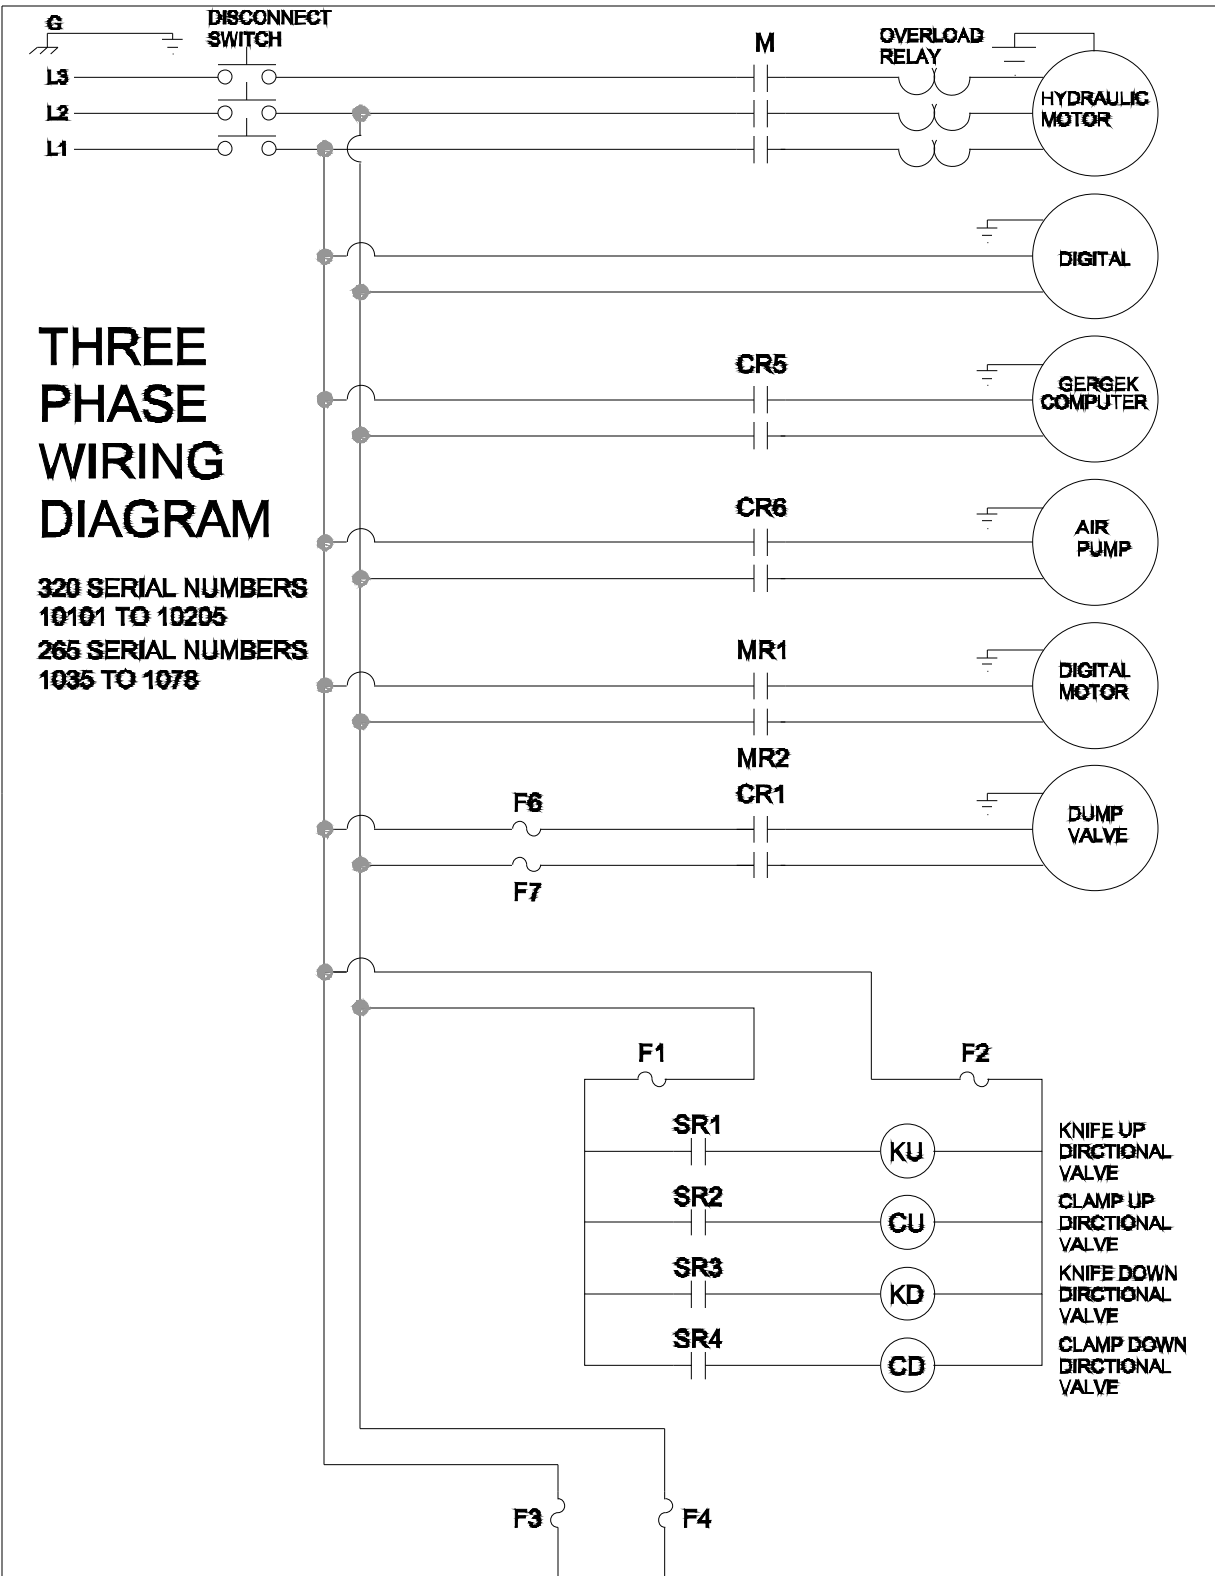 G
DISCONNECT
SWITCH
L3
L2
L1
M
OVERLOAD
RELAY
HYDRAULIC
MOTOR
DIGITAL
THREE
PHASE
WIRING
DIAGRAM
320 SERIAL NUMBERS
10101 TO 10205
265 SERIAL NUMBERS
1035 TO 1078
CR5
GERGEK
COMPUTER
CR6
AIR
PUMP
MR1
DIGITAL
MOTOR
MR2
CR1
F6
F7
DUMP
VALVE
F1
F2
SR1
KU
KNIFE UP
DIRCTIONAL
VALVE
SR2
CU
CLAMP UP
DIRCTIONAL
VALVE
SR3
KD
KNIFE DOWN
DIRCTIONAL
VALVE
SR4
CD
CLAMP DOWN
DIRCTIONAL
VALVE
F3
F4